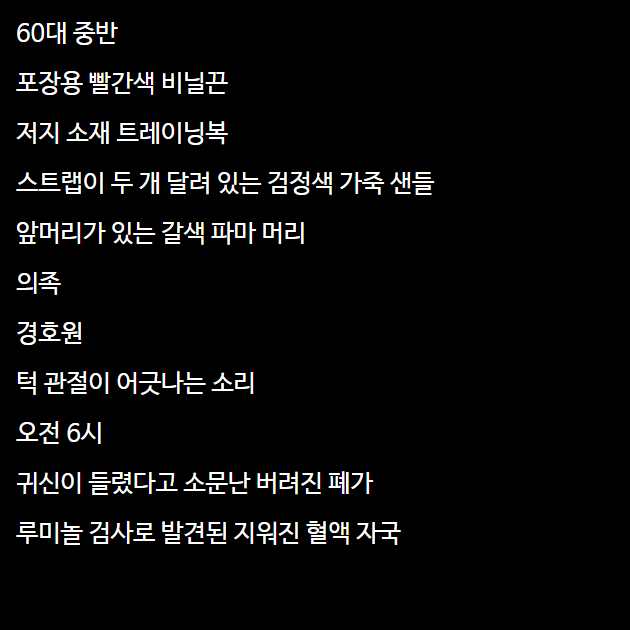 60대 중반
포장용 빨간색 비닐끈
저지 소재 트레이닝복
스트랩이 두 개 달려 있는 검정색 가죽 샌들
앞머리가 있는 갈색 파마 머리
의족
경호원
턱 관절이 어긋나는 소리
오전 6시
귀신이 들렸다고 소문난 버려진 폐가
루미놀 검사로 발견된 지워진 혈액 자국